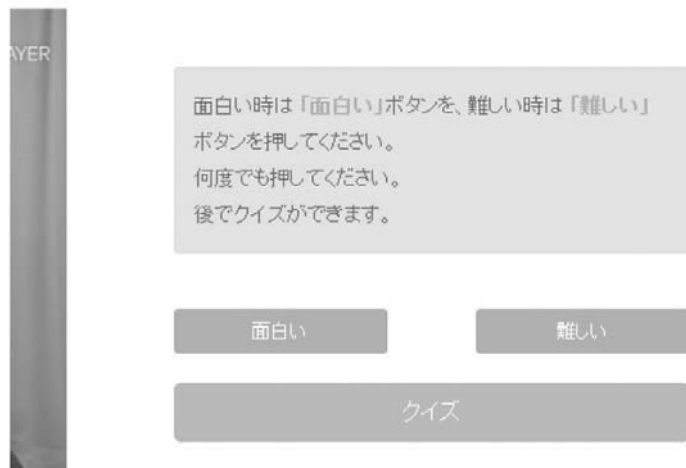 AYER
面白い時は「面白い」ボタンを、難しい時は「難しい」
ボタンを押してください。
何度でも押してください。
後でクイズができます。
面白い
難しい
クイズ